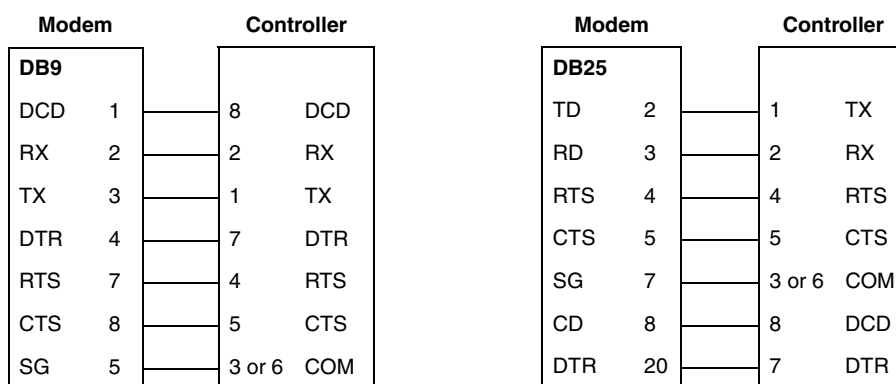 Modem Controller
DB9
DCD 1 8 DCD
RX 2 2 RX
TX 3 1 TX
DTR 4 7 DTR
RTS 7 4 RTS
CTS 8 5 CTS
SG 5 3 or 6 COM
Modem Controller
DB25
TD 2 1 TX
RD 3 2 RX
RTS 4 4 RTS
CTS 5 5 CTS
SG 7 3 or 6 COM
CD 8 8 DCD
DTR 20 7 DTR